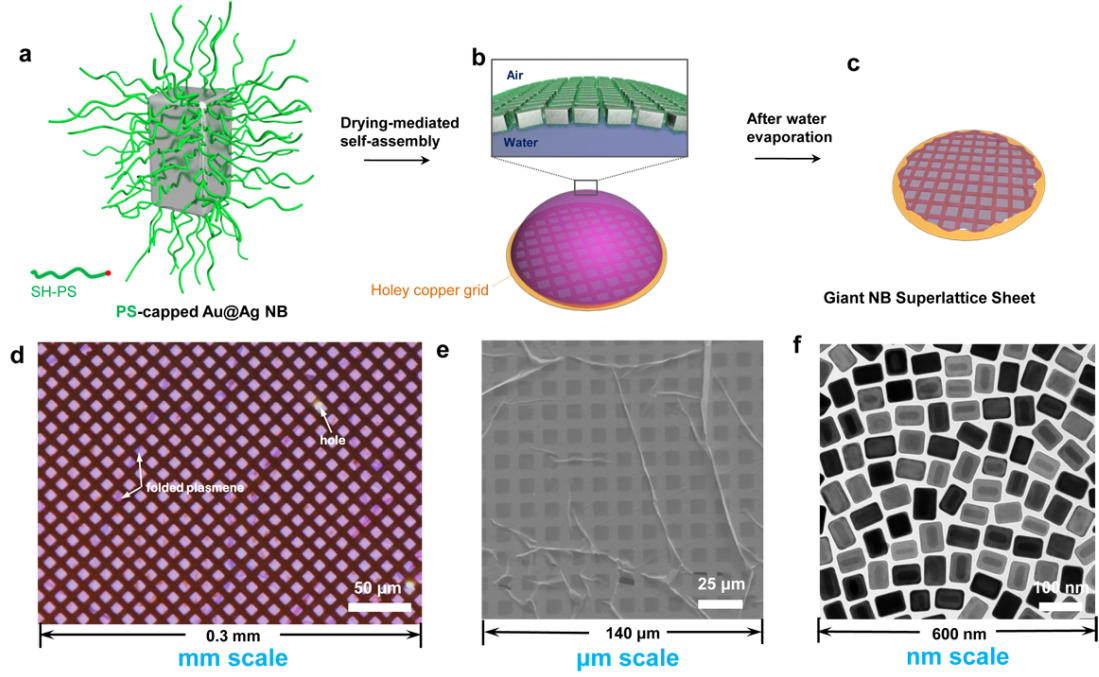 a
SH-PS
PS-capped Au@Ag NB
Drying-mediated
self-assembly
b
Air
Water
Holey copper grid
After water
evaporation
c
Giant NB Superlattice Sheet
d
hole
folded plasmene
50 µm
0.3 mm
mm scale
e
25 µm
140 µm
µm scale
f
100 nm
600 nm
nm scale